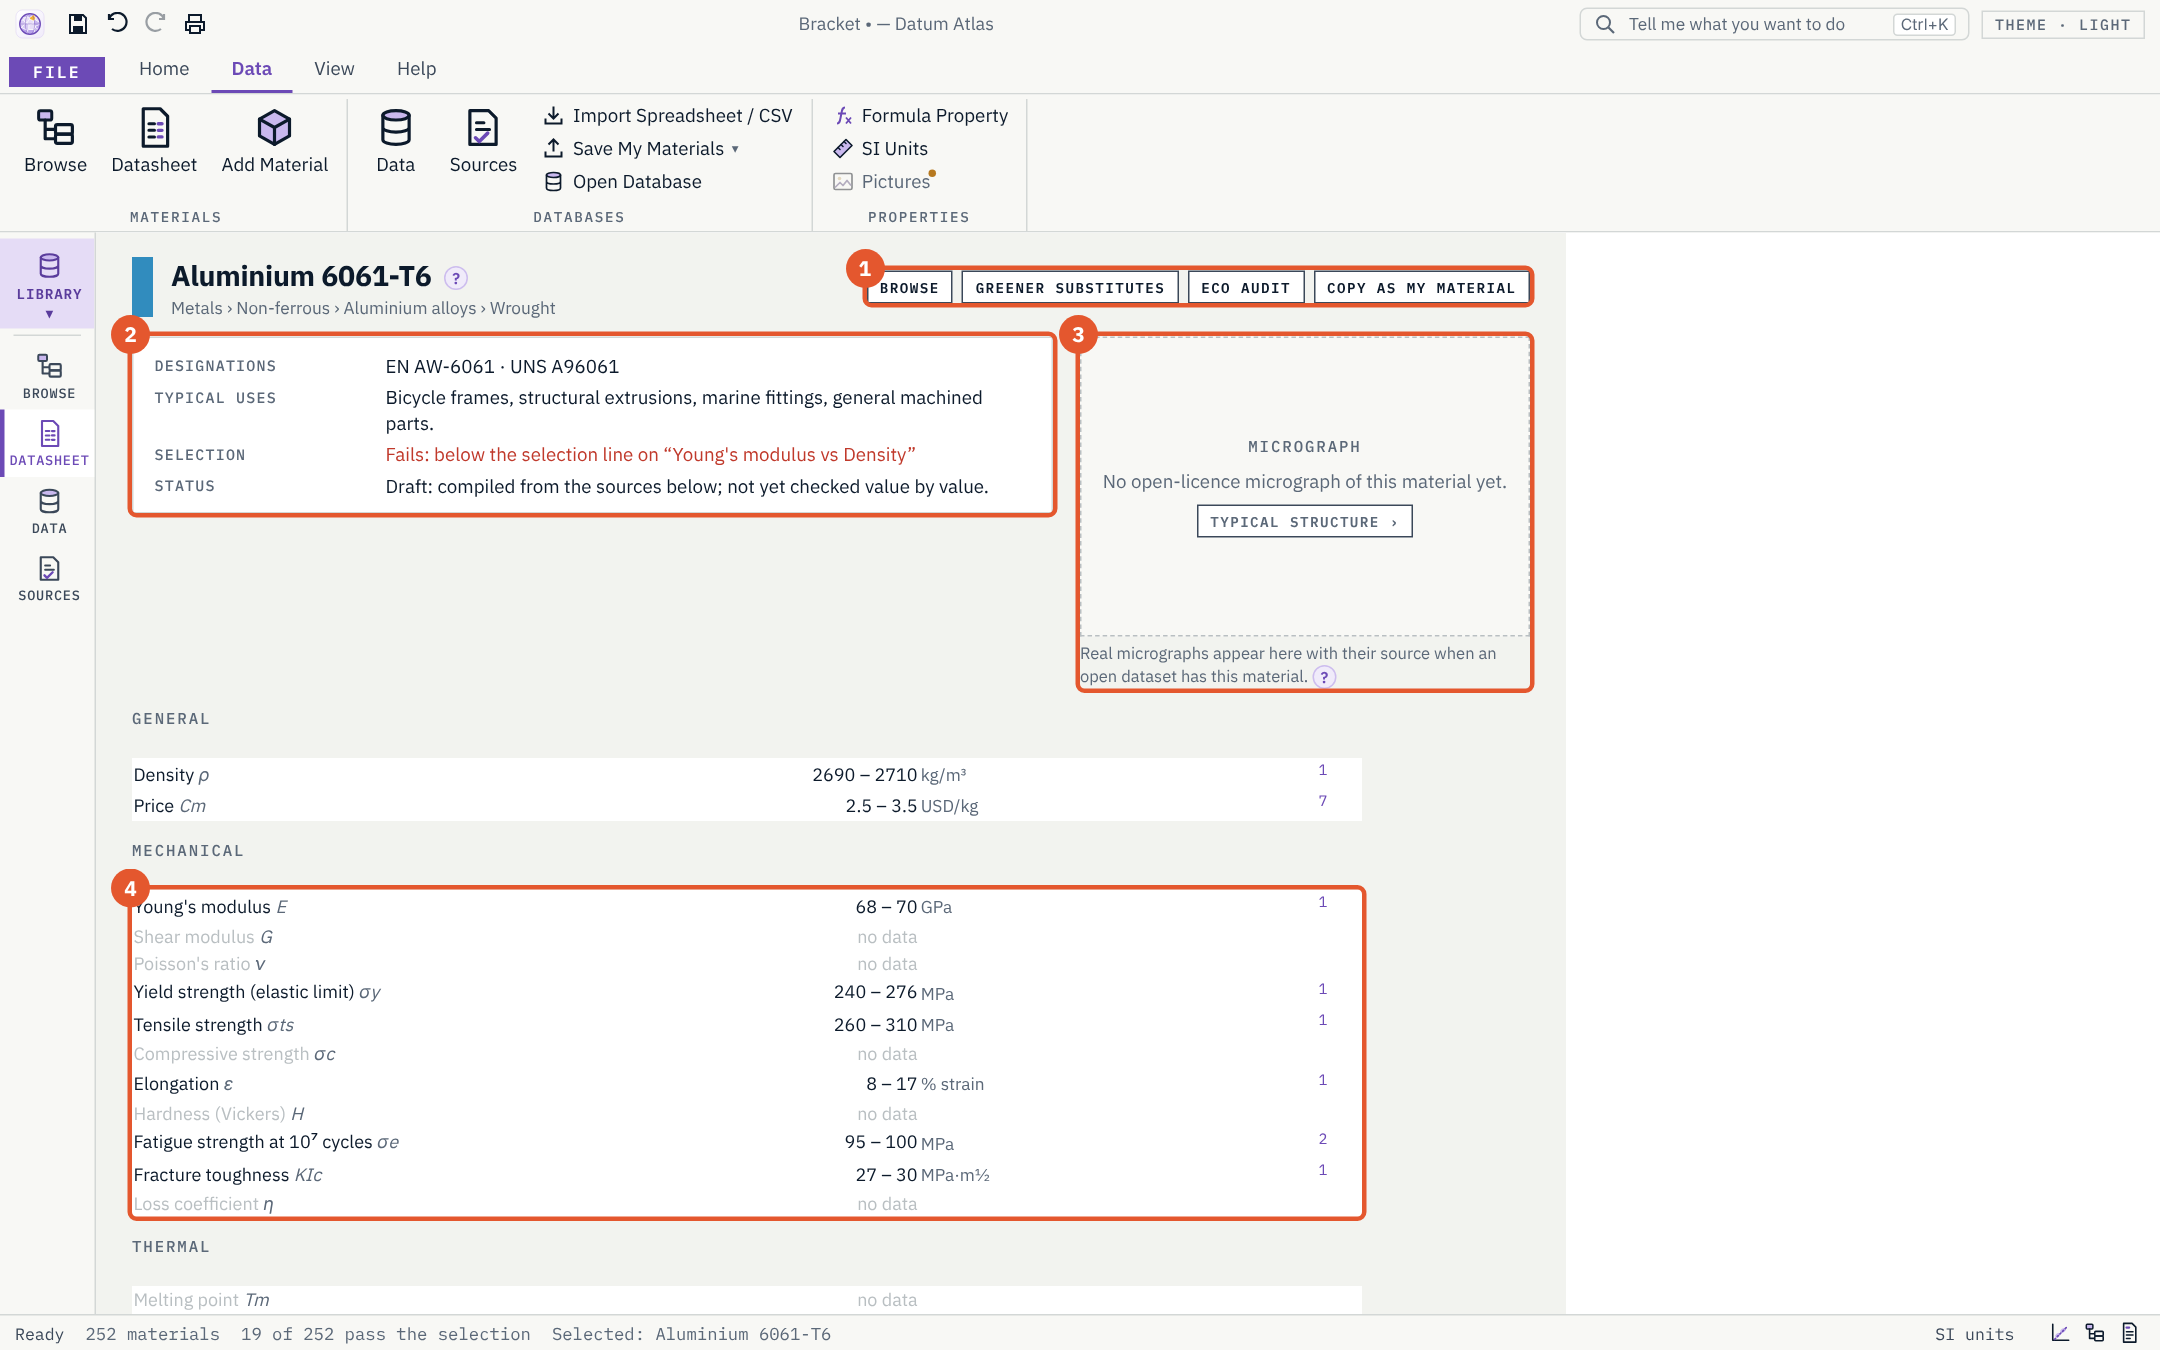 Bracket • — Datum Atlas
Tell me what you want to do Ctrl+K
THEME · LIGHT
FILE Home Data View Help
Browse Datasheet Add Material
MATERIALS
Data Sources
Import Spreadsheet / CSV
Save My Materials ▾
Open Database
DATABASES
Formula Property
SI Units
Pictures
PROPERTIES
LIBRARY
▾
BROWSE
DATASHEET
DATA
SOURCES
Aluminium 6061-T6 ?
Metals › Non-ferrous › Aluminium alloys › Wrought
1
BROWSE GREENER SUBSTITUTES ECO AUDIT COPY AS MY MATERIAL
2
DESIGNATIONS EN AW-6061 · UNS A96061
TYPICAL USES Bicycle frames, structural extrusions, marine fittings, general machined
parts.
SELECTION Fails: below the selection line on “Young's modulus vs Density”
STATUS Draft: compiled from the sources below; not yet checked value by value.
3
MICROGRAPH
No open-licence micrograph of this material yet.
TYPICAL STRUCTURE ›
Real micrographs appear here with their source when an
open dataset has this material. ?
GENERAL
Density ρ 2690 – 2710 kg/m³ 1
Price Cm 2.5 – 3.5 USD/kg 7
MECHANICAL
4
Young's modulus E 68 – 70 GPa 1
Shear modulus G no data
Poisson's ratio ν no data
Yield strength (elastic limit) σy 240 – 276 MPa 1
Tensile strength σts 260 – 310 MPa 1
Compressive strength σc no data
Elongation ε 8 – 17 % strain 1
Hardness (Vickers) H no data
Fatigue strength at 10⁷ cycles σe 95 – 100 MPa 2
Fracture toughness KIc 27 – 30 MPa·m½ 1
Loss coefficient η no data
THERMAL
Melting point Tm no data
Ready 252 materials 19 of 252 pass the selection Selected: Aluminium 6061-T6 SI units